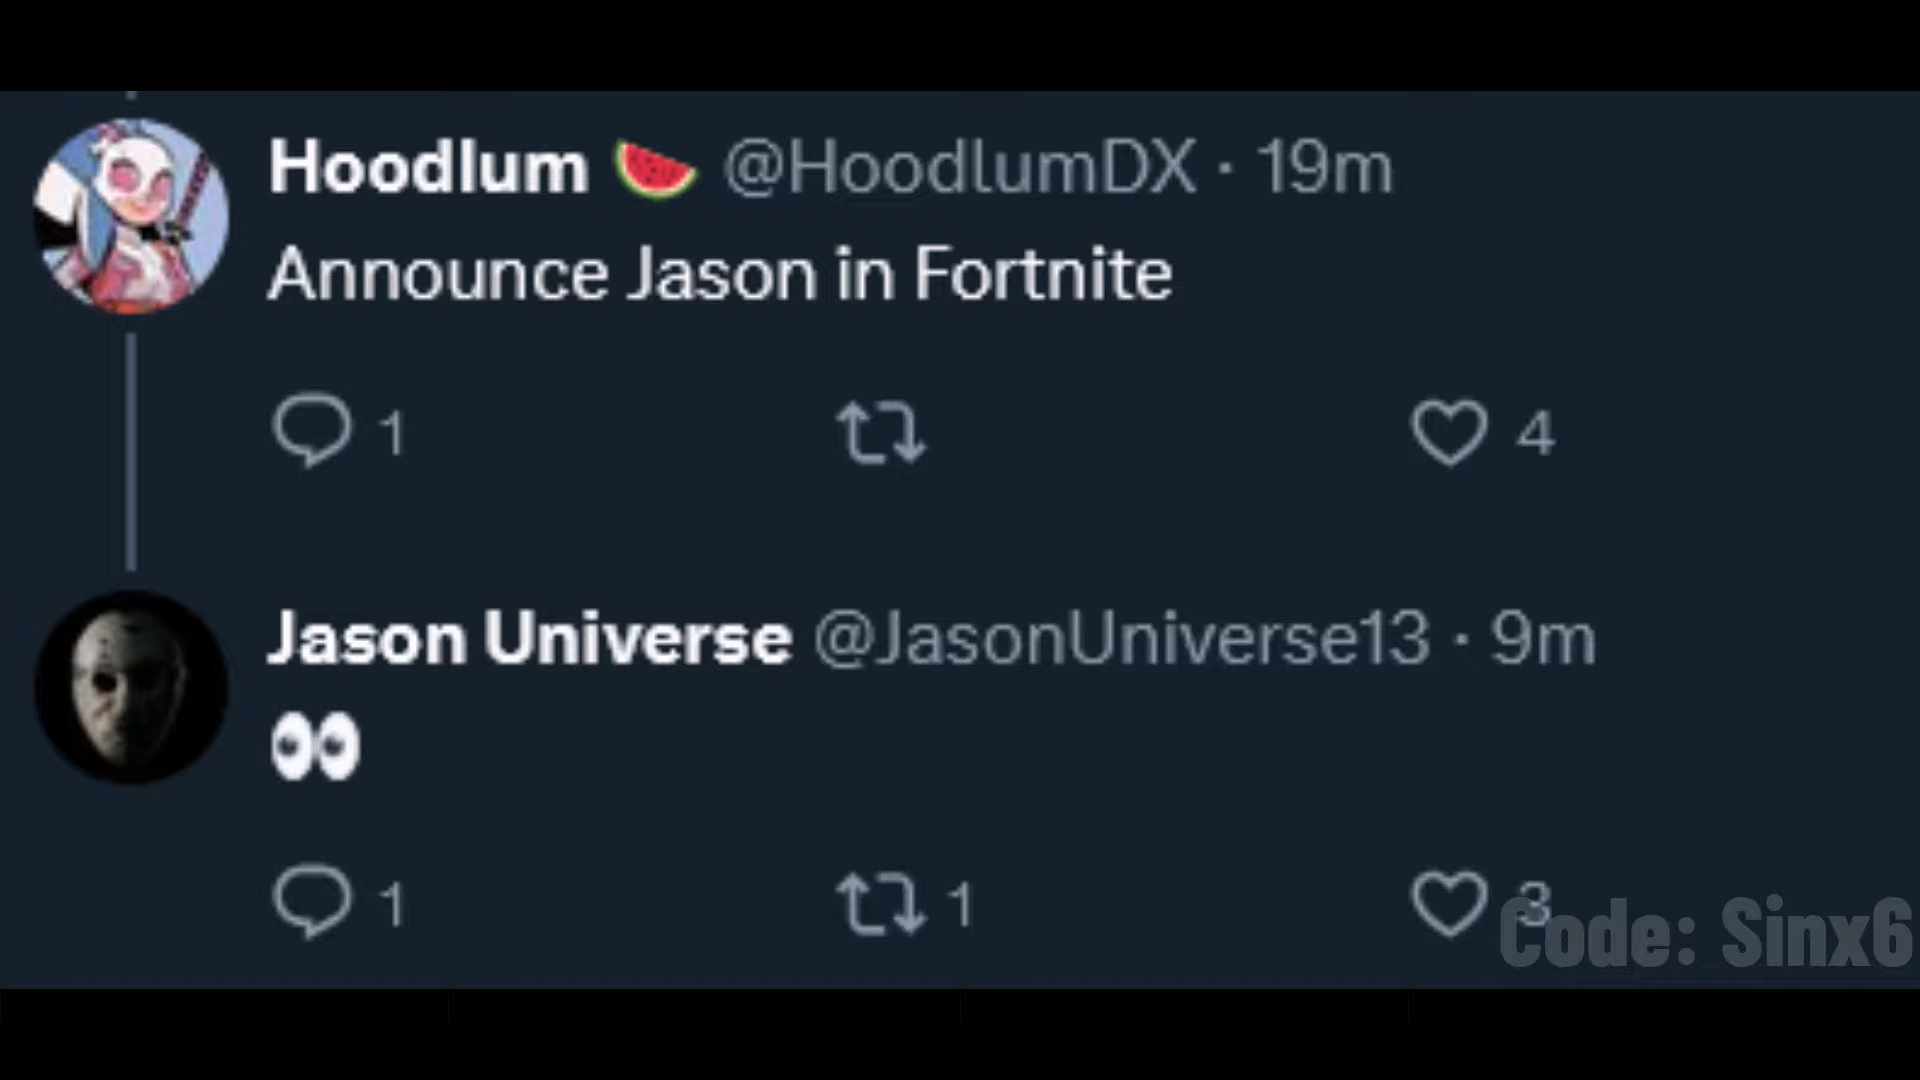 Hoodlum 🍉 @HoodlumDX · 19m
Announce Jason in Fortnite
1 4
Jason Universe @JasonUniverse13 · 9m
👀
1 1 3
Code: Sinx6